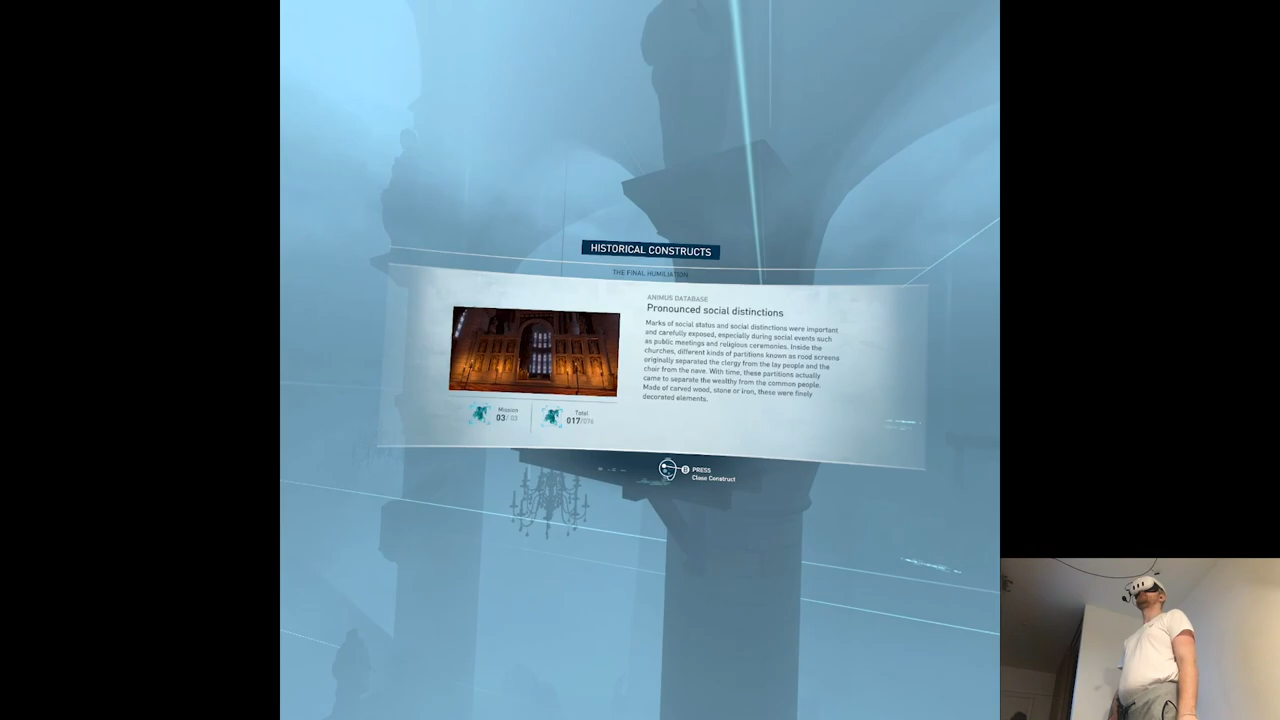 HISTORICAL CONSTRUCTS
THE FINAL HUMILIATION
ANIMUS DATABASE
Pronounced social distinctions
Marks of social status and social distinctions were important
and carefully exposed, especially during social events such
as public meetings and religious ceremonies. Inside the
churches, different kinds of partitions known as rood screens
originally separated the clergy from the lay people and the
choir from the nave. With time, these partitions actually
came to separate the wealthy from the common people.
Made of carved wood, stone or iron, these were finely
decorated elements.
Mission
03/03
Total
017/076
B PRESS
Close Construct